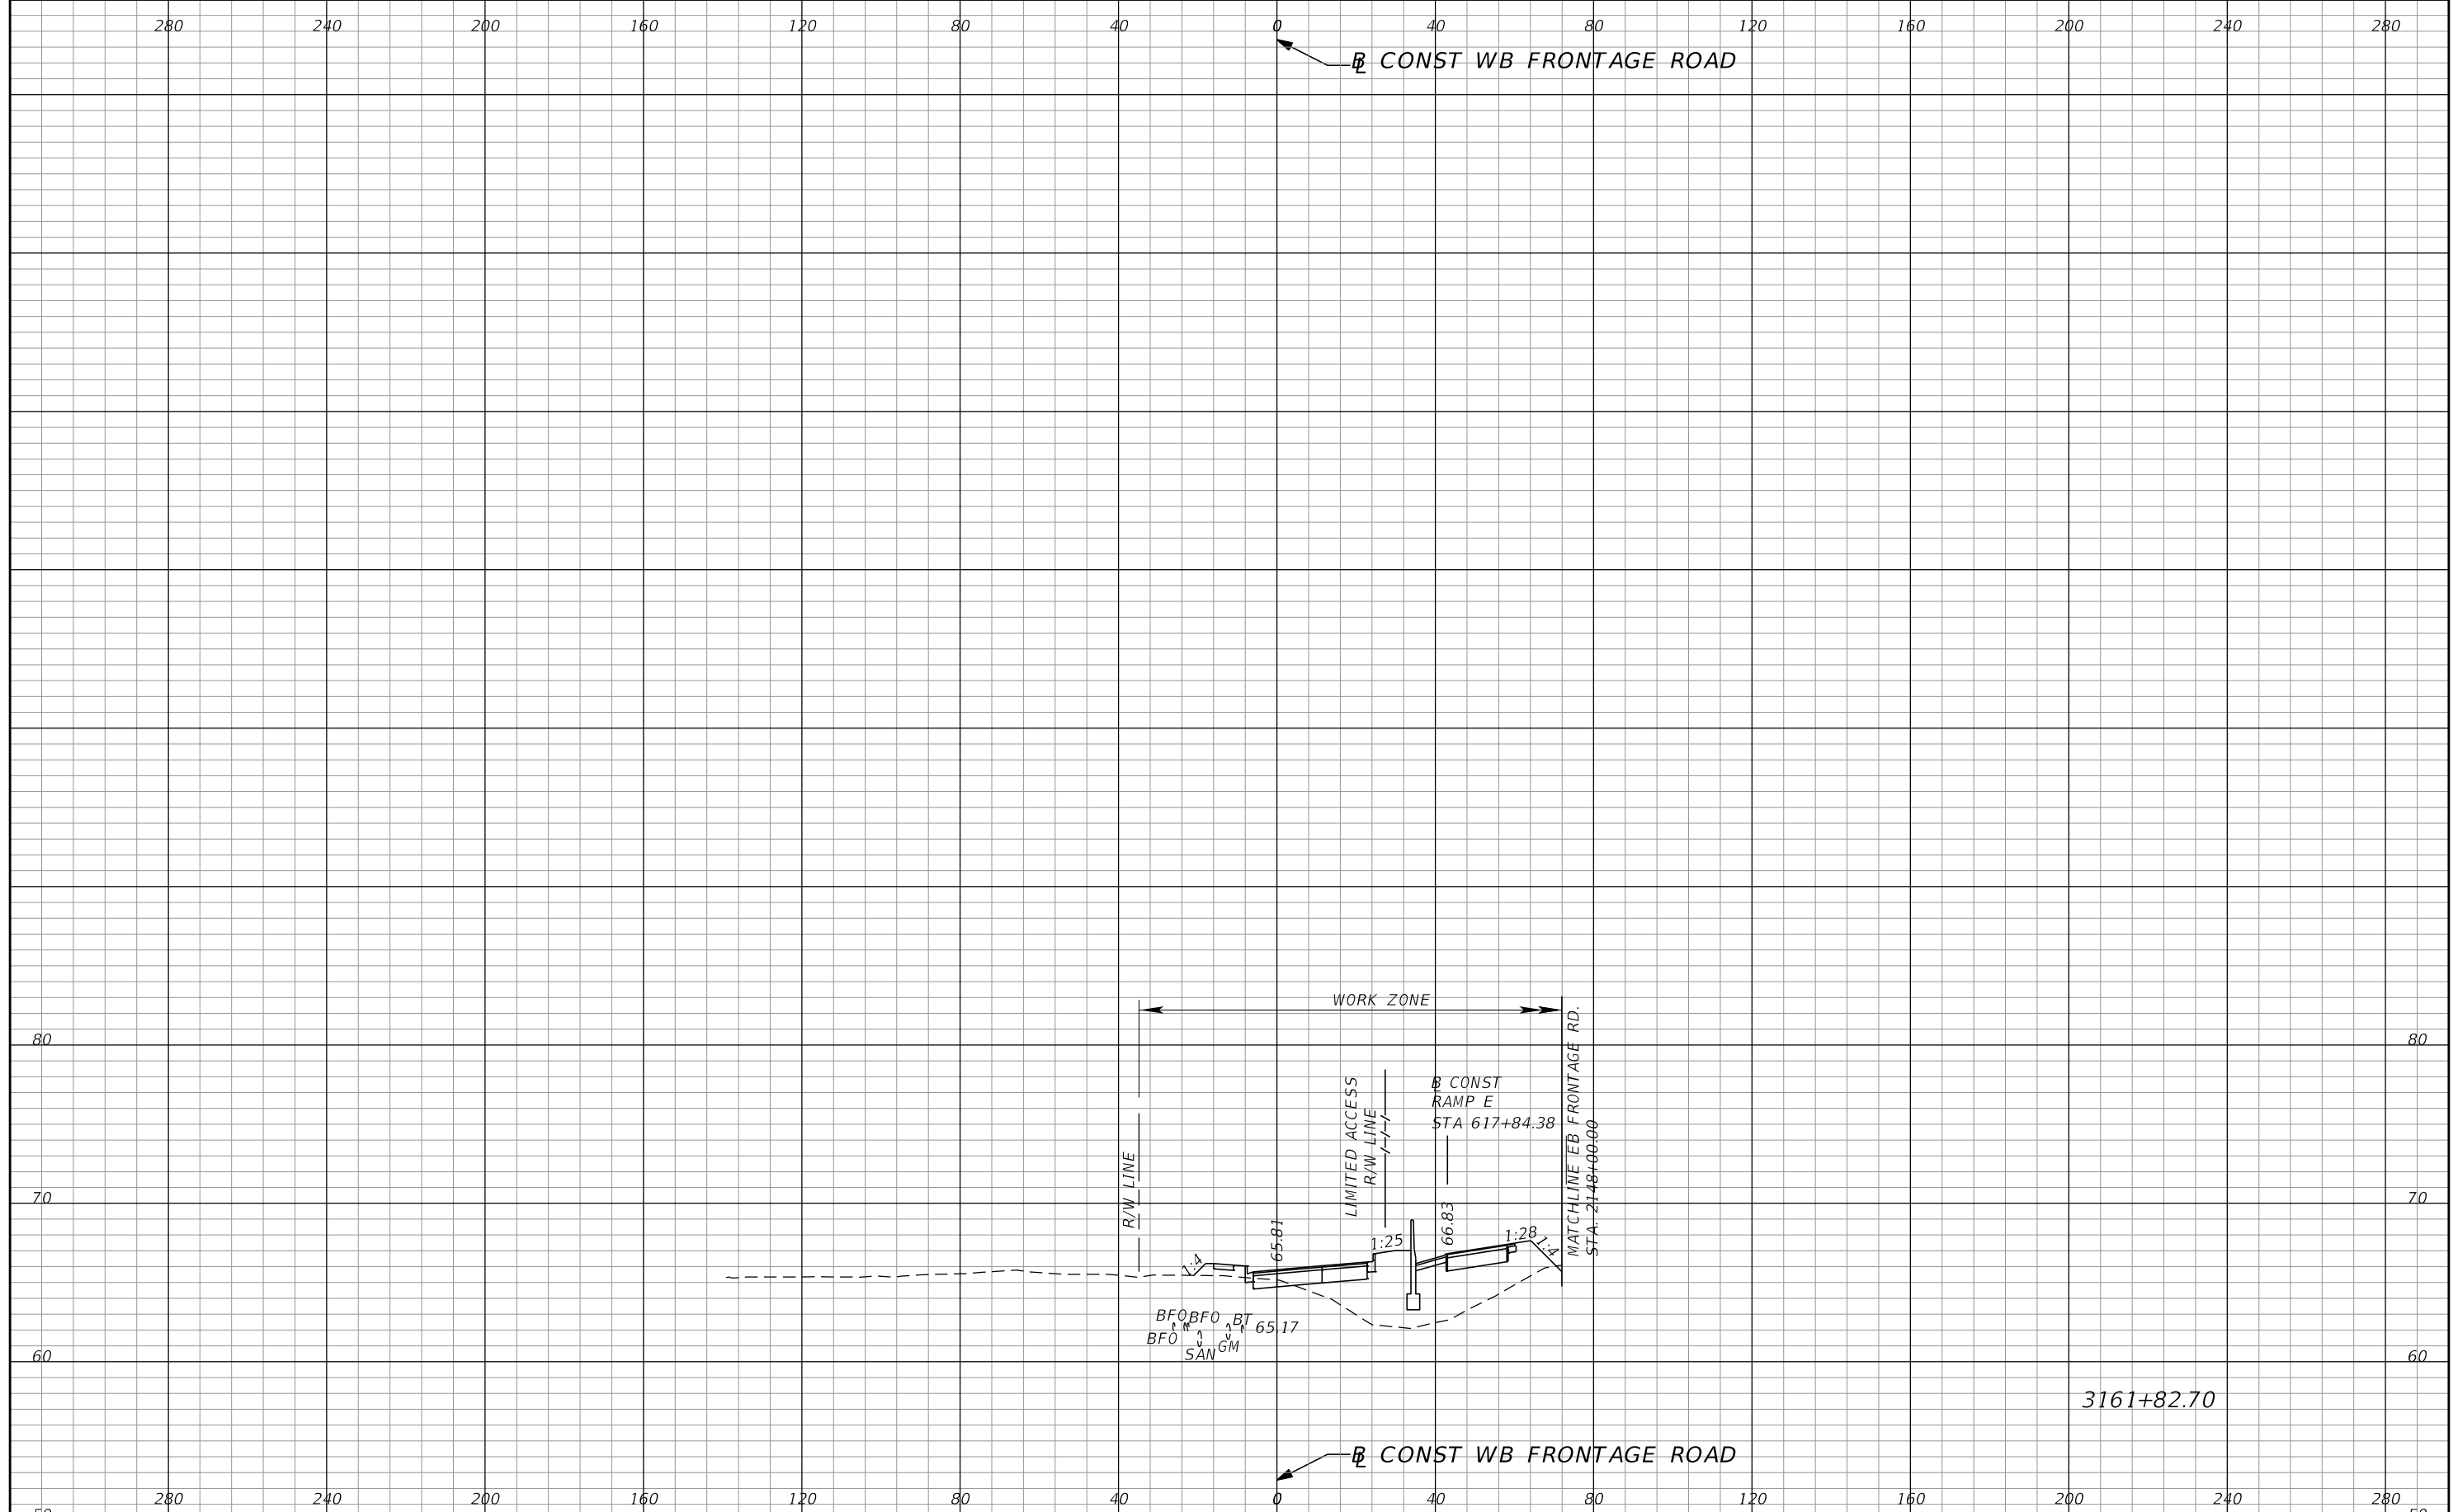 280 240 200 160 120 80 40 0 40 80 120 160 200 240 280
BL CONST WB FRONTAGE ROAD
WORK ZONE
80 80
R/W LINE
LIMITED ACCESS
R/W LINE
BL CONST
RAMP E
STA 617+84.38
MATCHLINE EB FRONTAGE RD.
STA. 2148+00.00
70 70
1:4
65.81
1:25
66.83
1:28
1:4
BFO BFO BT
65.17
BFO
GM
SAN
60 60
3161+82.70
BL CONST WB FRONTAGE ROAD
280 240 200 160 120 80 40 0 40 80 120 160 200 240 280